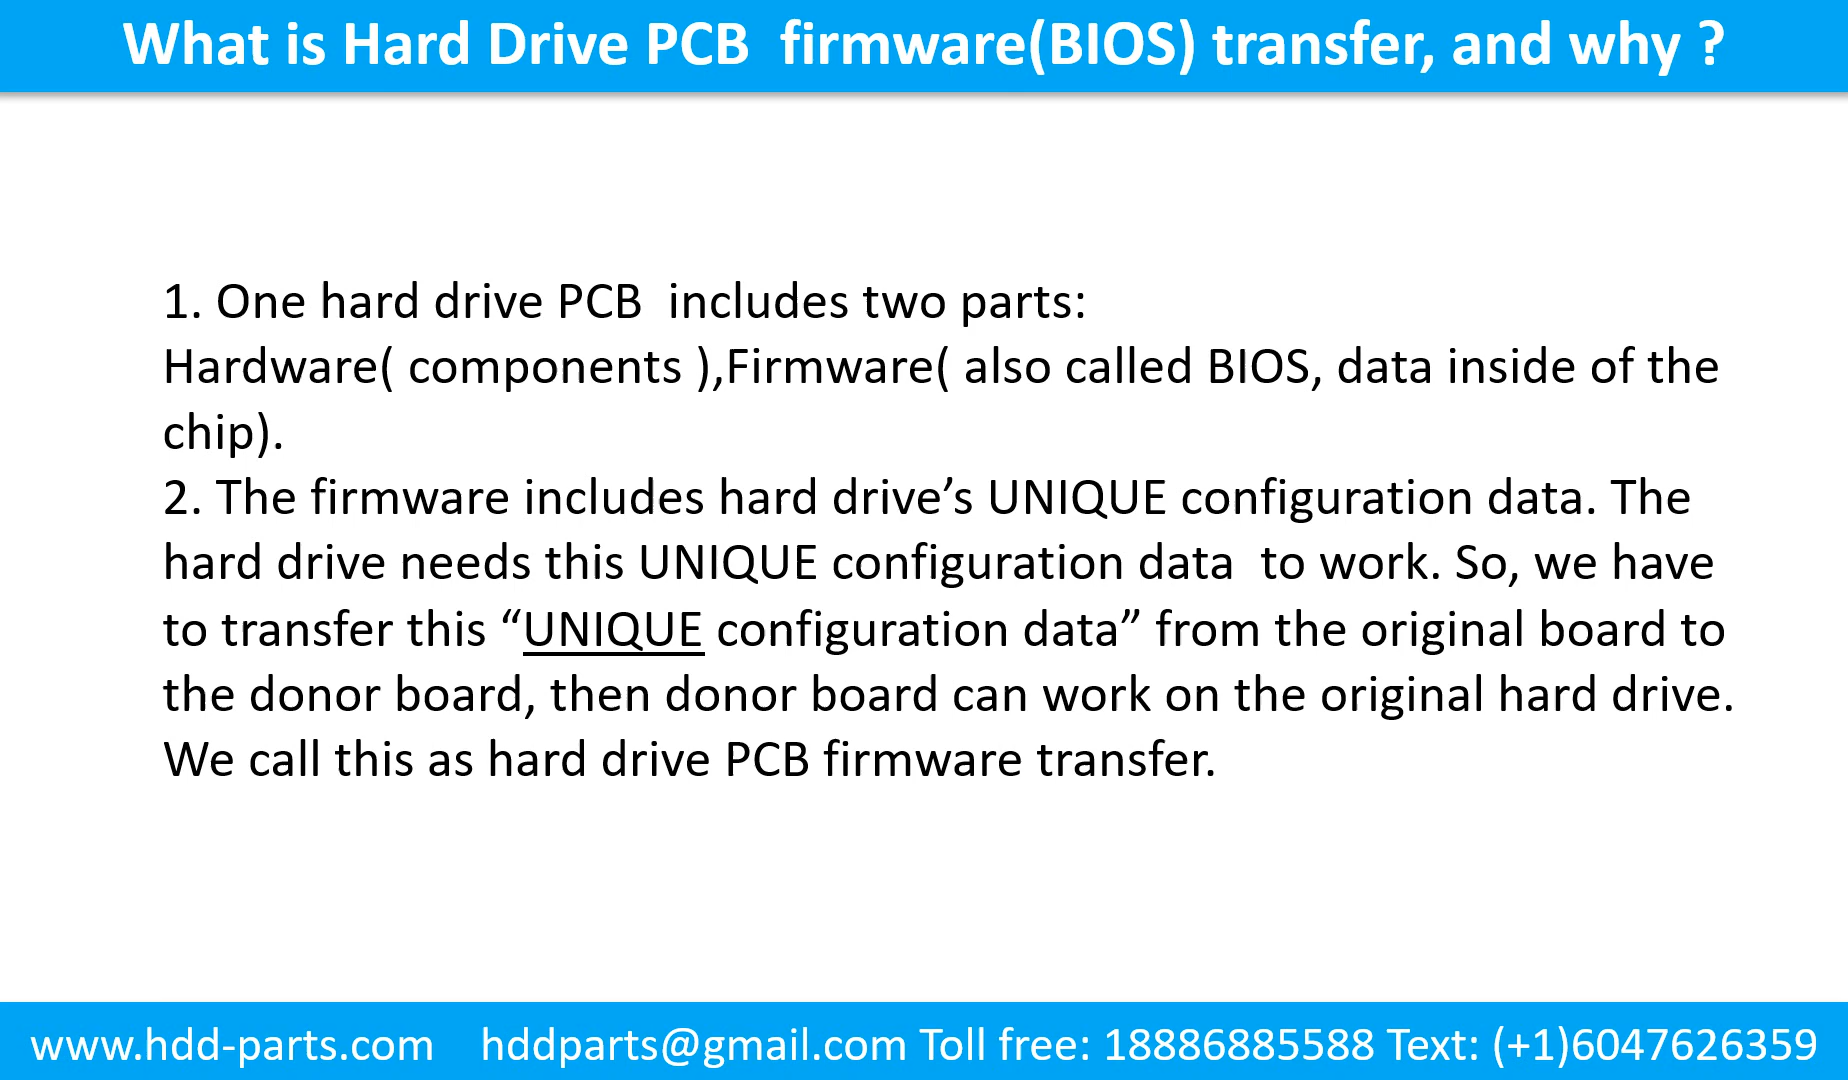 What is Hard Drive PCB  firmware(BIOS) transfer, and why ?
1. One hard drive PCB  includes two parts:
Hardware( components ),Firmware( also called BIOS, data inside of the
chip).
2. The firmware includes hard drive’s UNIQUE configuration data. The
hard drive needs this UNIQUE configuration data  to work. So, we have
to transfer this “UNIQUE configuration data” from the original board to
the donor board, then donor board can work on the original hard drive.
We call this as hard drive PCB firmware transfer.
www.hdd-parts.com    hddparts@gmail.com Toll free: 18886885588 Text: (+1)6047626359